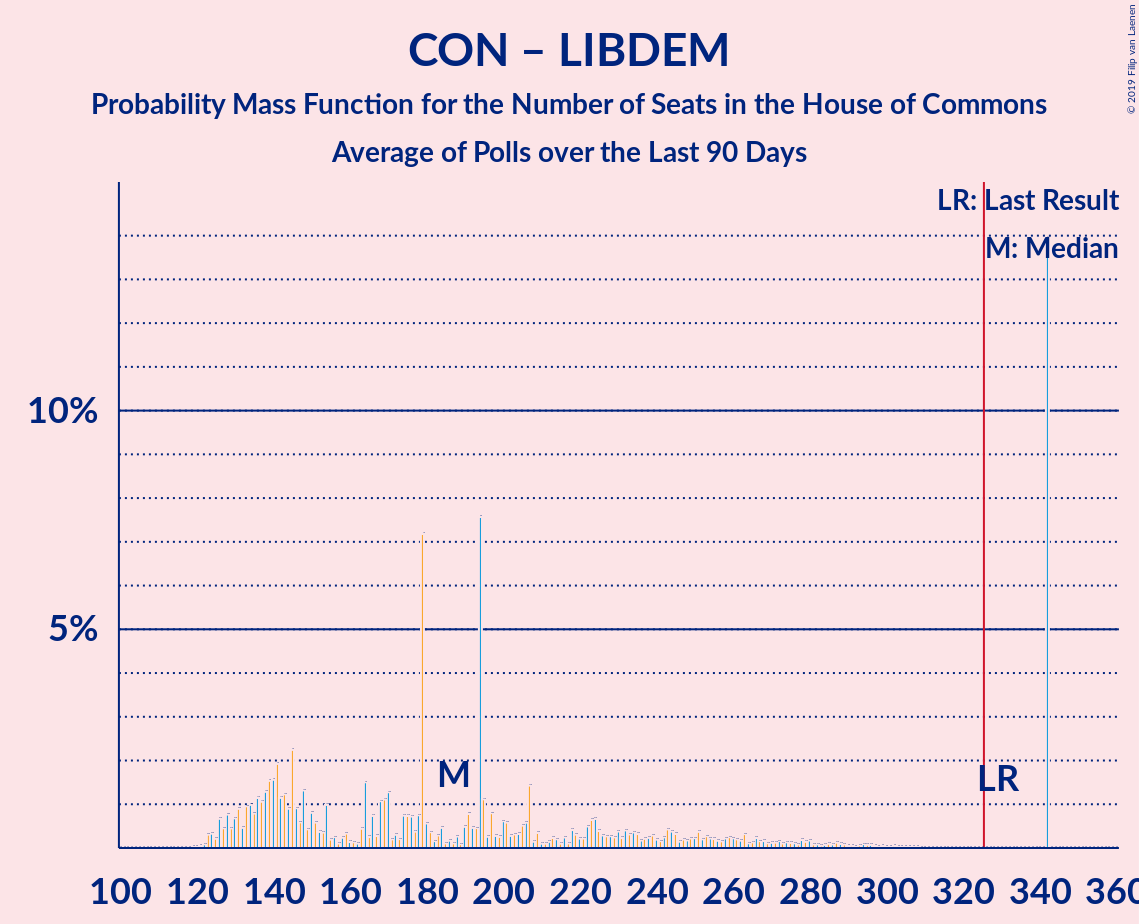 CON – LIBDEM
Probability Mass Function for the Number of Seats in the House of Commons
Average of Polls over the Last 90 Days
© 2019 Filip van Laenen
LR: Last Result
M: Median
10%
5%
M
LR
100 120 140 160 180 200 220 240 260 280 300 320 340 360